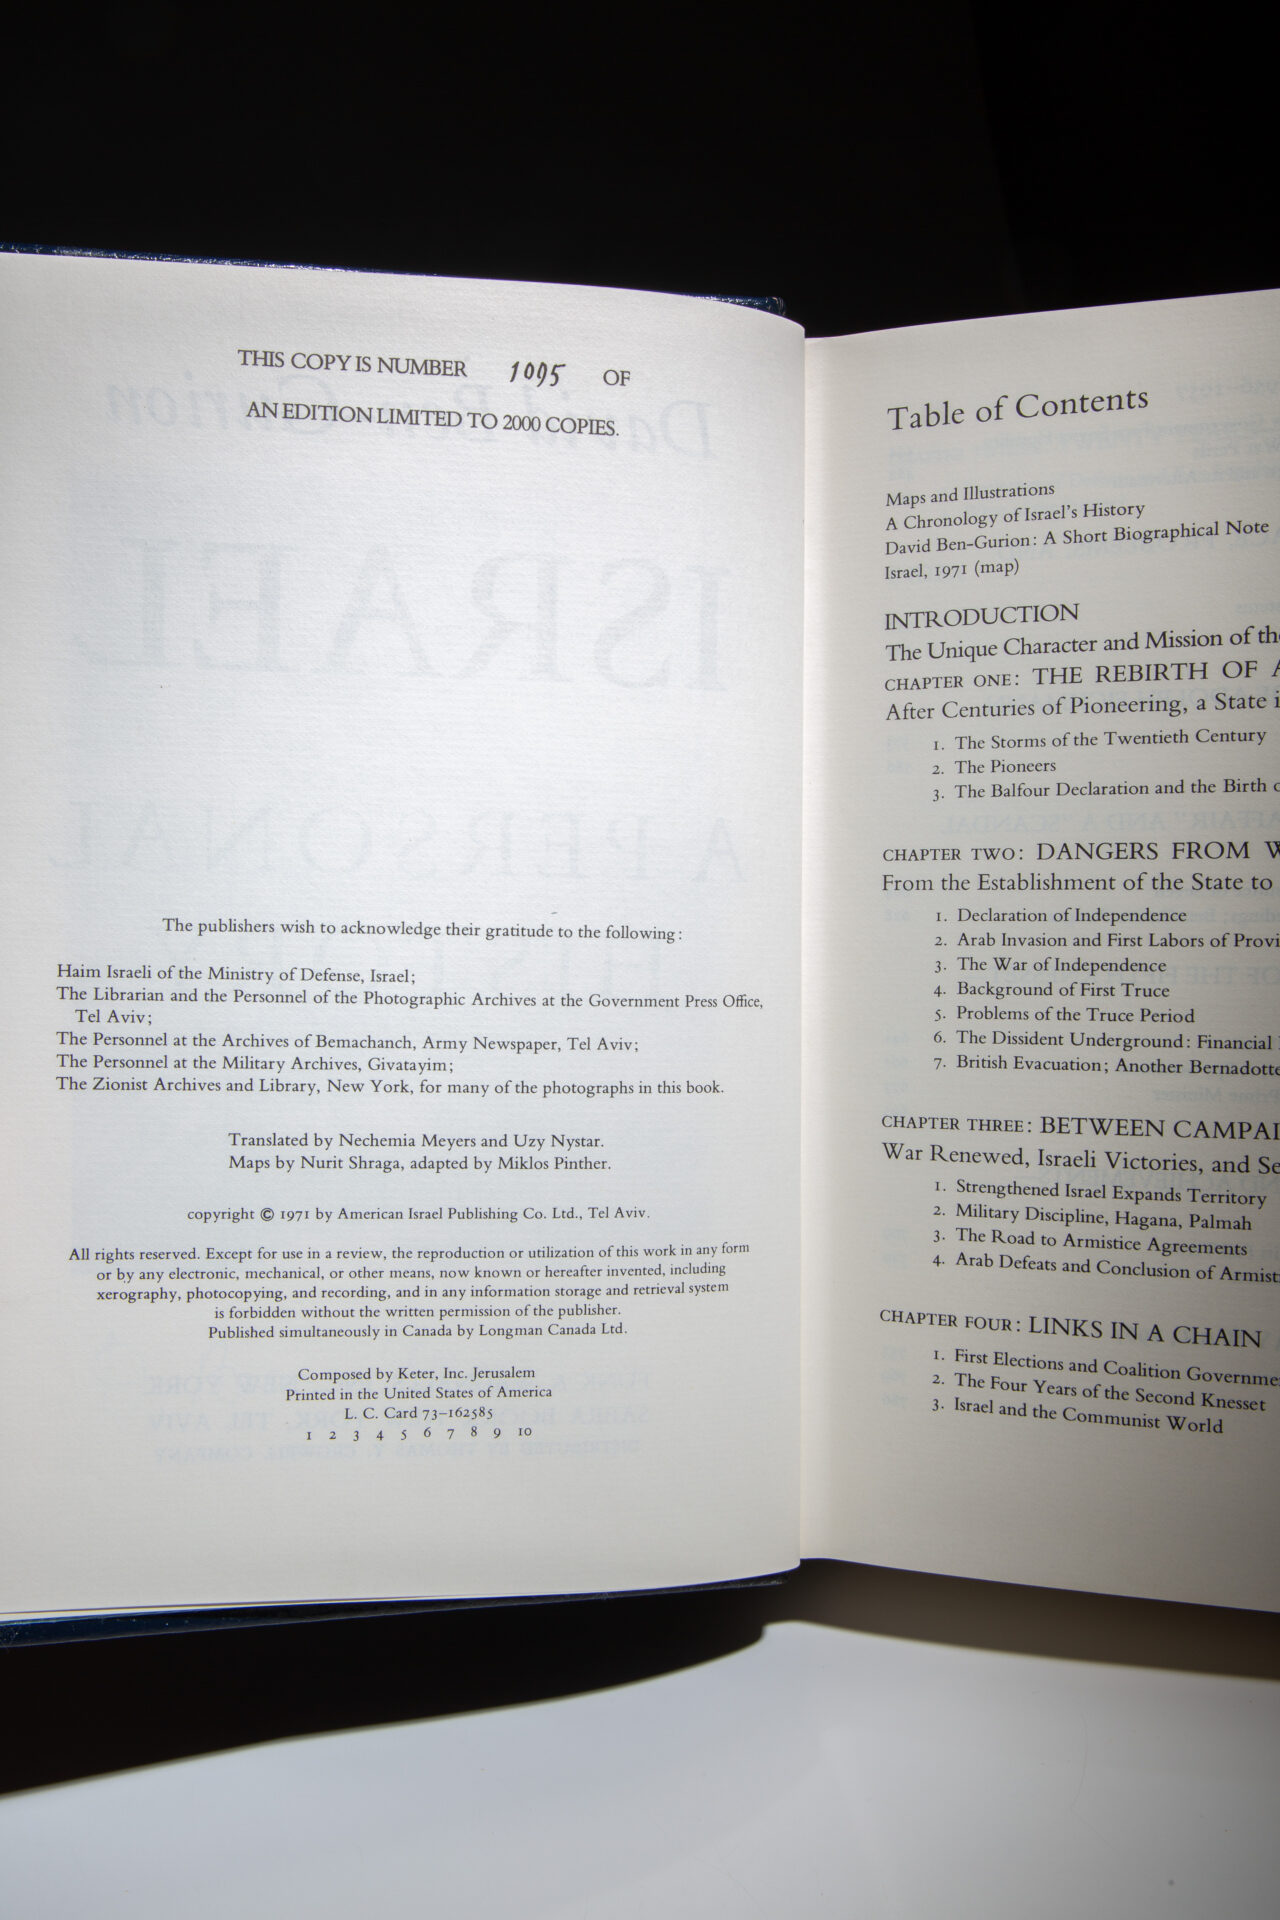 THIS COPY IS NUMBER 1095 OF
AN EDITION LIMITED TO 2000 COPIES.
The publishers wish to acknowledge their gratitude to the following:
Haim Israeli of the Ministry of Defense, Israel;
The Librarian and the Personnel of the Photographic Archives at the Government Press Office,
Tel Aviv;
The Personnel at the Archives of Bemachanch, Army Newspaper, Tel Aviv;
The Personnel at the Military Archives, Givatayim;
The Zionist Archives and Library, New York, for many of the photographs in this book.
Translated by Nechemia Meyers and Uzy Nystar.
Maps by Nurit Shraga, adapted by Miklos Pinther.
copyright © 1971 by American Israel Publishing Co. Ltd., Tel Aviv.
All rights reserved. Except for use in a review, the reproduction or utilization of this work in any form
or by any electronic, mechanical, or other means, now known or hereafter invented, including
xerography, photocopying, and recording, and in any information storage and retrieval system
is forbidden without the written permission of the publisher.
Published simultaneously in Canada by Longman Canada Ltd.
Composed by Keter, Inc. Jerusalem
Printed in the United States of America
L. C. Card 73–162585
1 2 3 4 5 6 7 8 9 10
Table of Contents
Maps and Illustrations
A Chronology of Israel's History
David Ben-Gurion: A Short Biographical Note
Israel, 1971 (map)
INTRODUCTION
The Unique Character and Mission of the
CHAPTER ONE: THE REBIRTH OF A
After Centuries of Pioneering, a State i
1. The Storms of the Twentieth Century
2. The Pioneers
3. The Balfour Declaration and the Birth o
CHAPTER TWO: DANGERS FROM W
From the Establishment of the State to
1. Declaration of Independence
2. Arab Invasion and First Labors of Provi
3. The War of Independence
4. Background of First Truce
5. Problems of the Truce Period
6. The Dissident Underground: Financial
7. British Evacuation; Another Bernadotte
CHAPTER THREE: BETWEEN CAMPAI
War Renewed, Israeli Victories, and Se
1. Strengthened Israel Expands Territory
2. Military Discipline, Hagana, Palmah
3. The Road to Armistice Agreements
4. Arab Defeats and Conclusion of Armist
CHAPTER FOUR: LINKS IN A CHAIN
1. First Elections and Coalition Governme
2. The Four Years of the Second Knesset
3. Israel and the Communist World